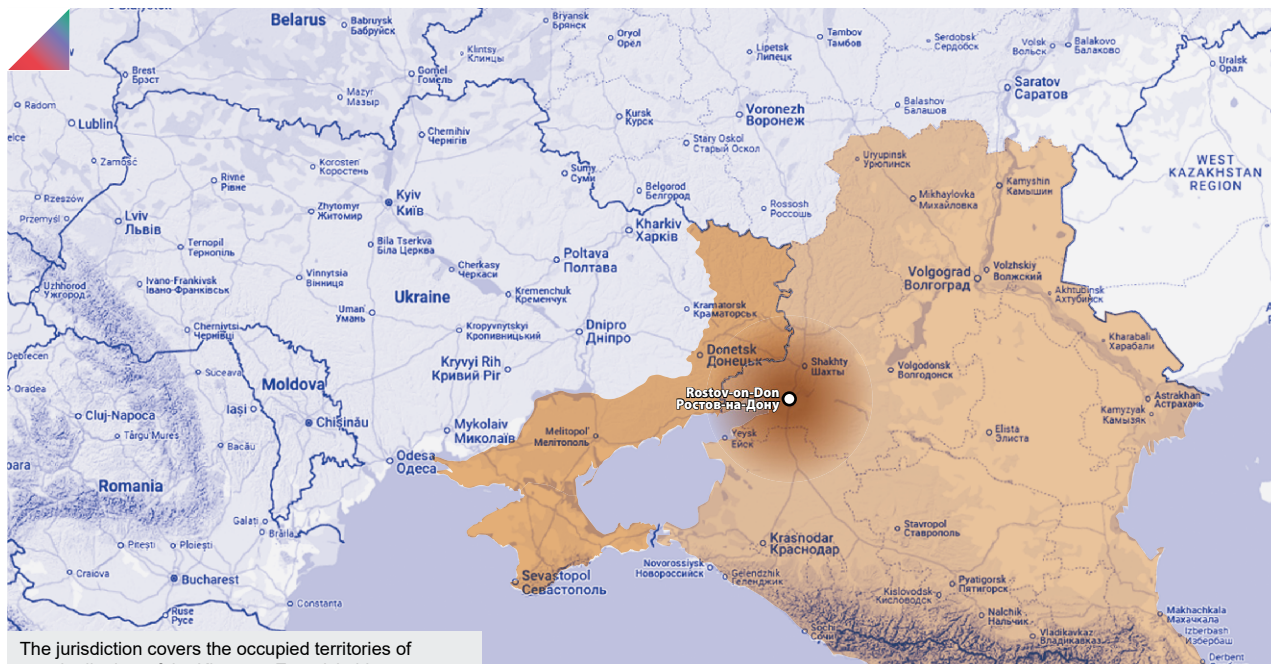 Belarus
Babruysk
Бабруйск
Bryansk
Брянск
Oryol
Орёл
Tambov
Тамбов
Serdobsk
Сердобск
Volsk
Вольск
Balakovo
Балаково
Uralsk
Орал
Klintsy
Клинцы
Lipetsk
Липецк
Brest
Брэст
Gomel
Гомель
Saratov
Саратов
Mazyr
Мазыр
Radom
Lublin
Kursk
Курск
Voronezh
Воронеж
Balashov
Балашов
Chernihiv
Чернігів
Stary Oskol
Старый Оскол
Zamość
Korosten
Коростень
Sumy
Суми
Uryupinsk
Урюпинск
WEST
KAZAKHSTAN
REGION
Rivne
Рівне
Belgorod
Белгород
Kamyshin
Камышин
Rzeszów
Kyiv
Київ
Mikhaylovka
Михайловка
Przemyśl
Lviv
Львів
Zhytomyr
Житомир
Rossosh
Россошь
Kharkiv
Харків
Ternopil
Тернопіль
Bila Tserkva
Біла Церква
Poltava
Полтава
Cherkasy
Черкаси
Volgograd
Волгоград
Volzhskiy
Волжский
Ivano-Frankivsk
Івано-Франківськ
Vinnytsia
Вінниця
Uzhhorod
Ужгород
Ukraine
Kremenchuk
Кременчук
Akhtubinsk
Ахтубинск
Uman'
Умань
Kramatorsk
Краматорськ
Chernivtsi
Чернівці
Kropyvnytskyi
Кропивницький
Dnipro
Дніпро
Kharabali
Харабали
Debrecen
Donetsk
Донецьк
Kryvyi Rih
Кривий Ріг
Shakhty
Шахты
Volgodonsk
Волгодонск
Suceava
Moldova
Oradea
Rostov-on-Don
Ростов-на-Дону
Astrakhan
Астрахань
Cluj-Napoca
Iași
Chișinău
Kamyzyak
Камызяк
Mykolaiv
Миколаїв
Melitopol'
Мелітополь
Yeysk
Ейск
Elista
Элиста
Târgu Mureș
Bacău
Odesa
Одеса
Romania
Galați
Brăila
Stavropol
Ставрополь
Krasnodar
Краснодар
Pitești
Ploiești
Novorossiysk
Новороссийск
Gelendzhik
Геленджик
Craiova
Bucharest
Sevastopol
Севастополь
Pyatigorsk
Пятигорск
Kislovodsk
Кисловодск
Constanta
Ruse
Русе
Nalchik
Нальчик
Makhachkala
Махачкала
Sochi
Сочи
Vladikavkaz
Владикавказ
Izberbash
Избербаш
Derbent
The jurisdiction covers the occupied territories of